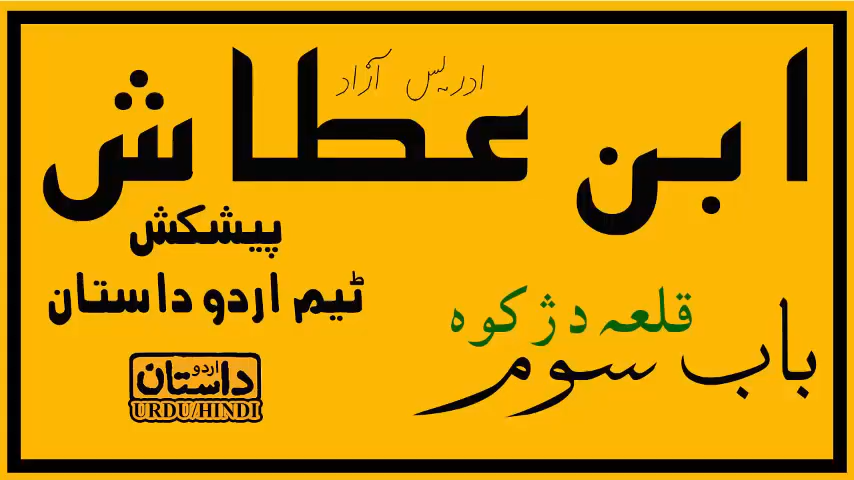 ادریس آزاد
ابن عطاش
پیشکش
ٹیم اردو داستان
قلعہ دژکوہ
باب سوم
اردو
داستان
URDU/HINDI